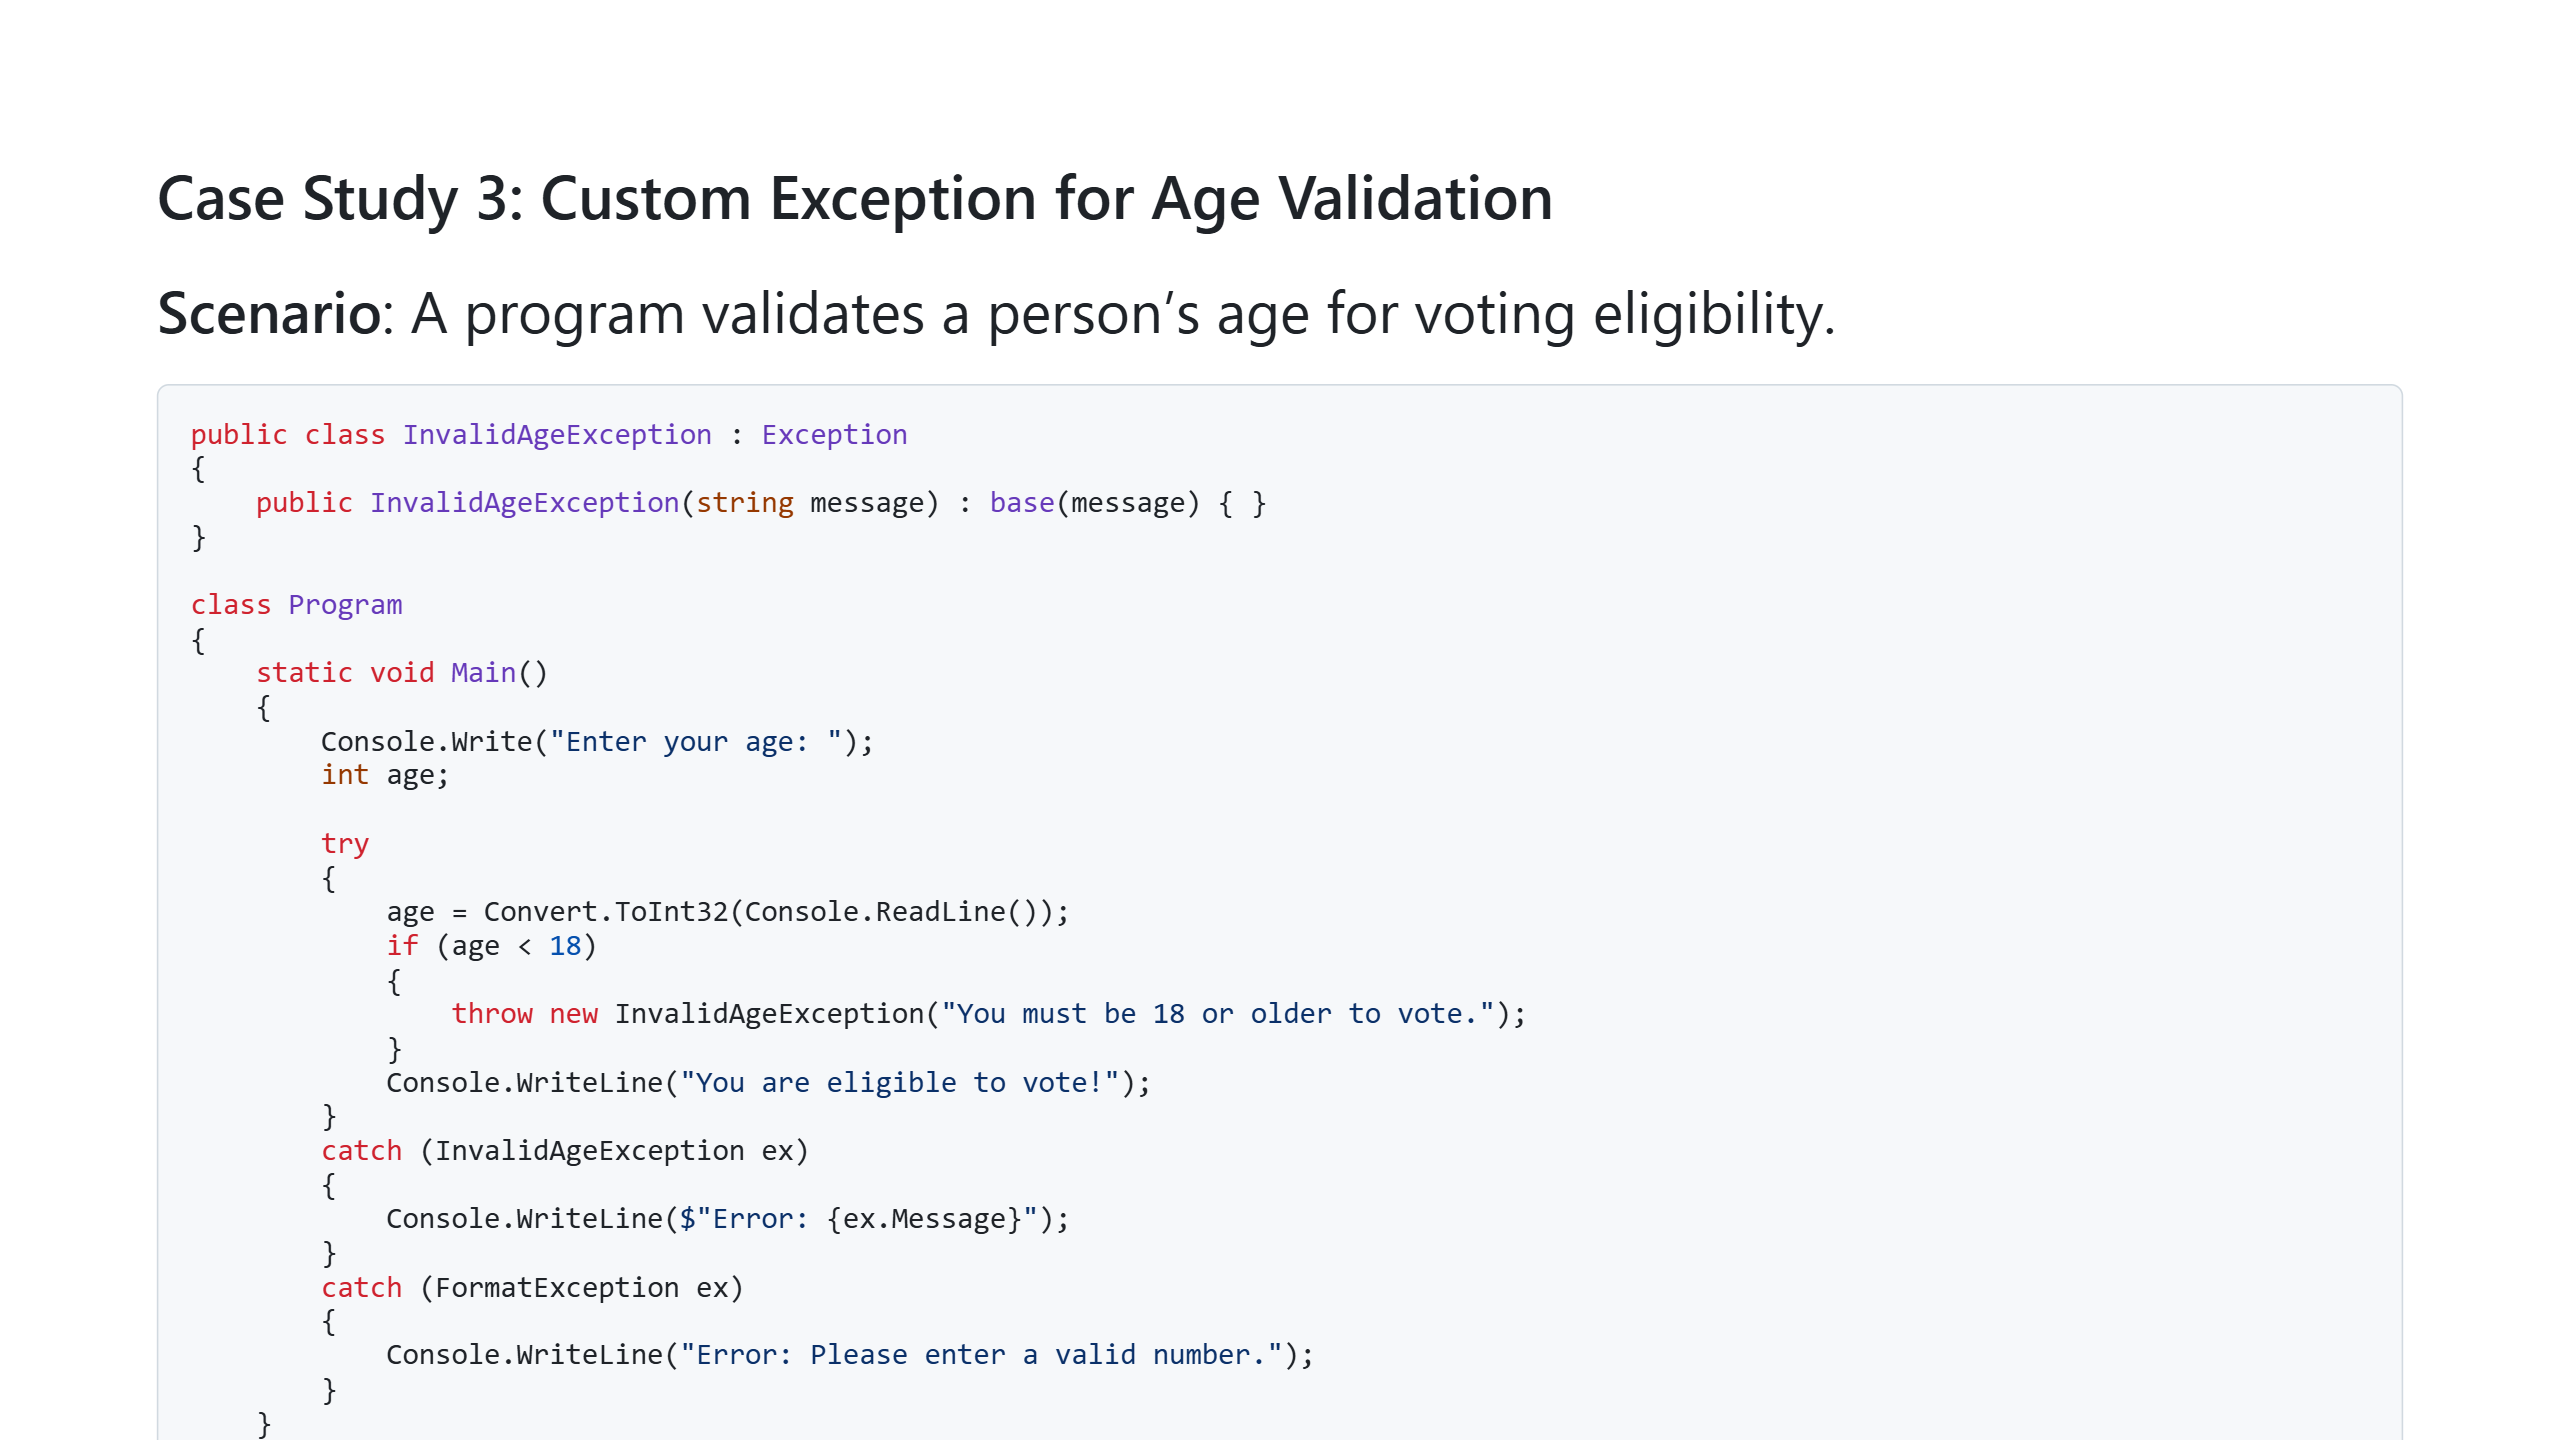 Case Study 3: Custom Exception for Age Validation
Scenario: A program validates a person’s age for voting eligibility.
public class InvalidAgeException : Exception
{
    public InvalidAgeException(string message) : base(message) { }
}

class Program
{
    static void Main()
    {
        Console.Write("Enter your age: ");
        int age;

        try
        {
            age = Convert.ToInt32(Console.ReadLine());
            if (age < 18)
            {
                throw new InvalidAgeException("You must be 18 or older to vote.");
            }
            Console.WriteLine("You are eligible to vote!");
        }
        catch (InvalidAgeException ex)
        {
            Console.WriteLine($"Error: {ex.Message}");
        }
        catch (FormatException ex)
        {
            Console.WriteLine("Error: Please enter a valid number.");
        }
    }